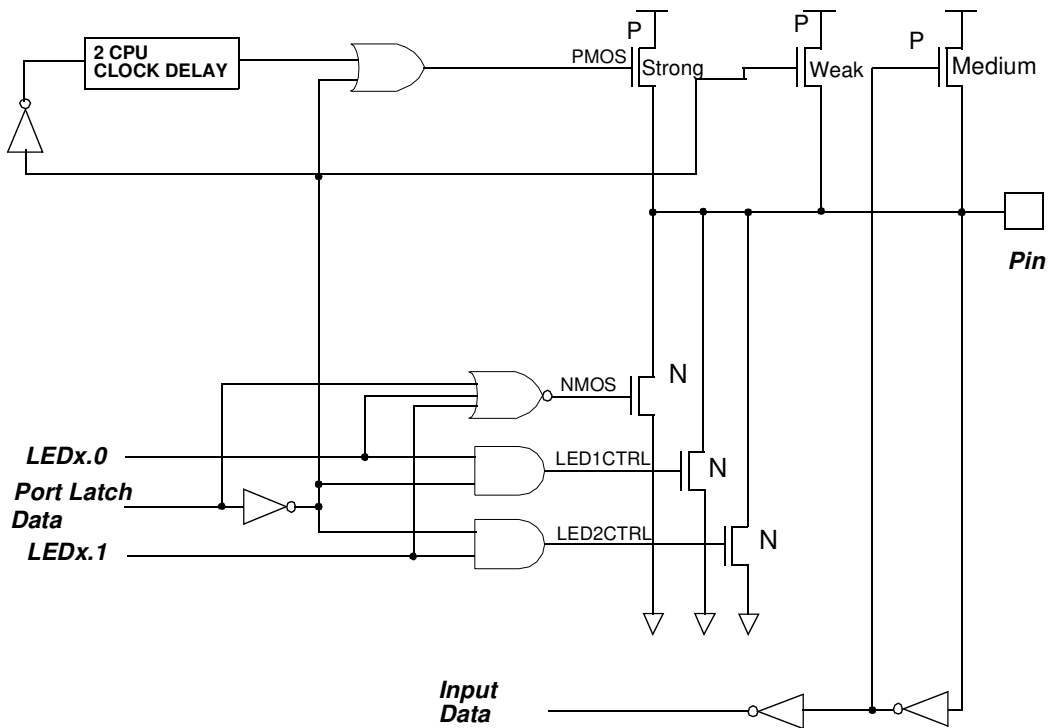 P
P
P
2 CPU
CLOCK DELAY
PMOS
Strong
Weak
Medium
Pin
NMOS
N
LEDx.0
LED1CTRL
N
Port Latch
Data
LEDx.1
LED2CTRL
N
Input
Data